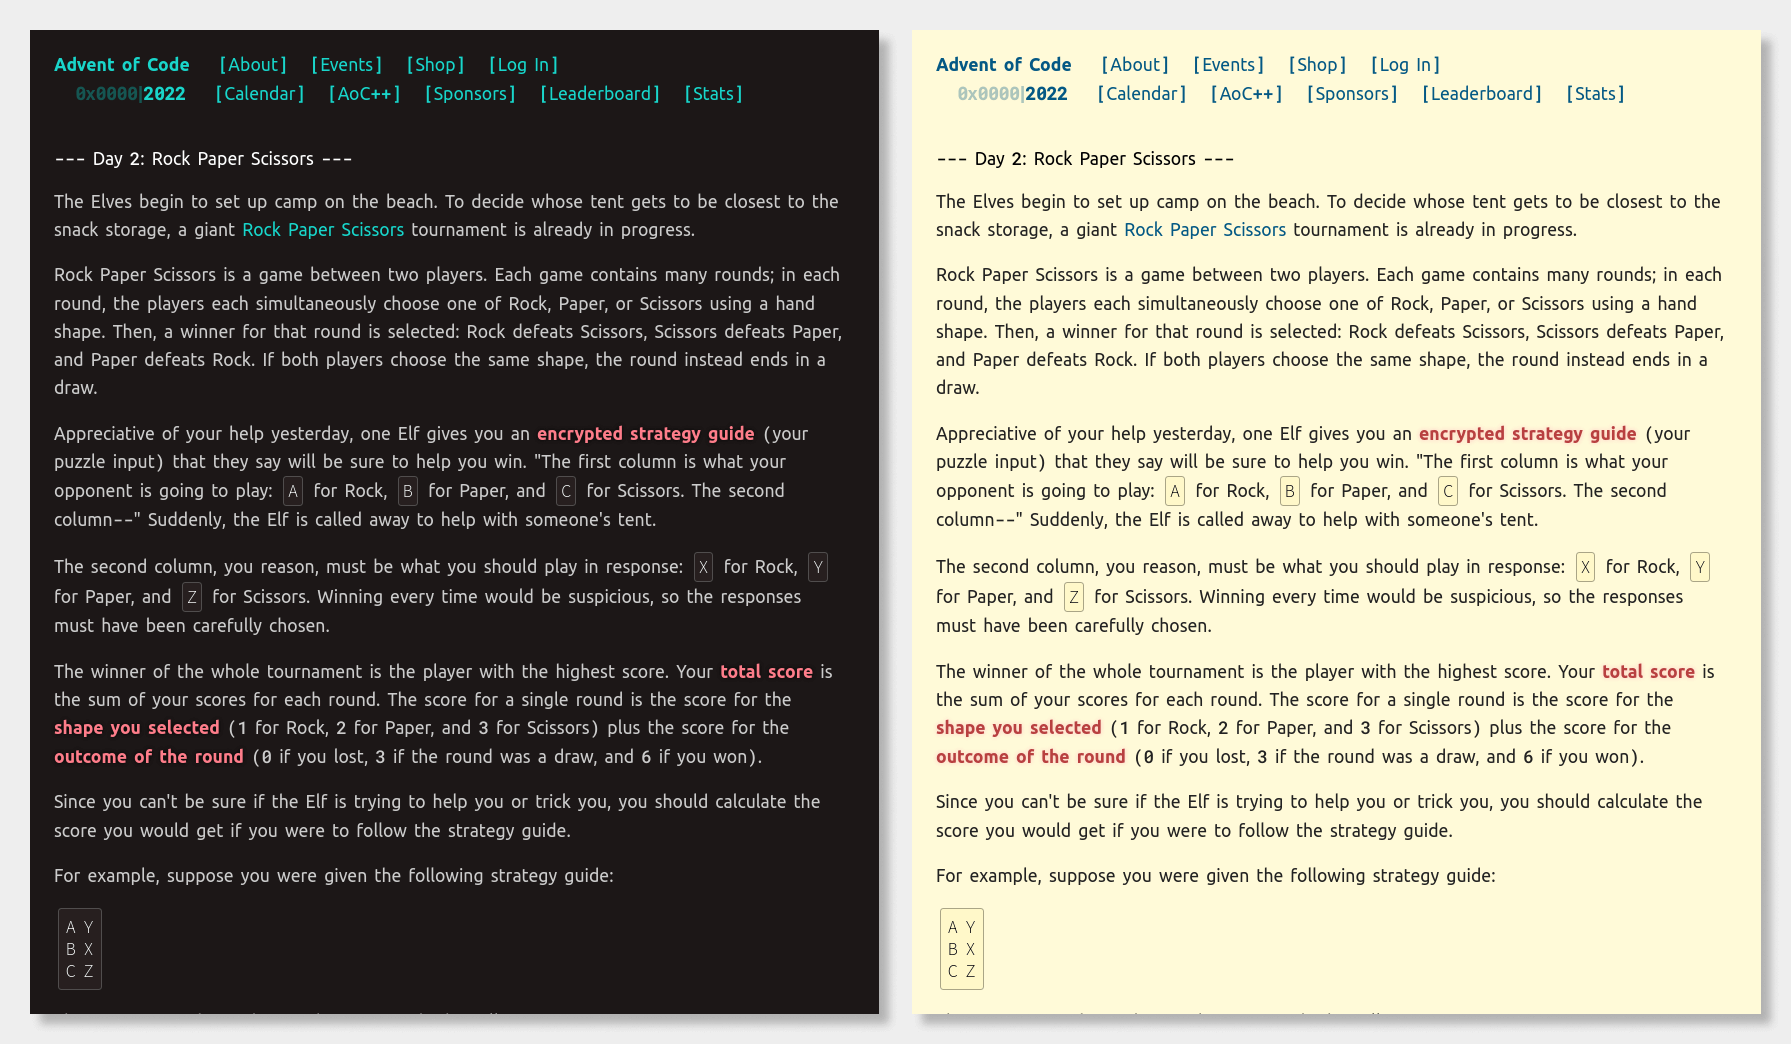 Advent of Code [About] [Events] [Shop] [Log In]
0x0000|2022 [Calendar] [AoC++] [Sponsors] [Leaderboard] [Stats]
--- Day 2: Rock Paper Scissors ---
The Elves begin to set up camp on the beach. To decide whose tent gets to be closest to the
snack storage, a giant Rock Paper Scissors tournament is already in progress.
Rock Paper Scissors is a game between two players. Each game contains many rounds; in each
round, the players each simultaneously choose one of Rock, Paper, or Scissors using a hand
shape. Then, a winner for that round is selected: Rock defeats Scissors, Scissors defeats Paper,
and Paper defeats Rock. If both players choose the same shape, the round instead ends in a
draw.
Appreciative of your help yesterday, one Elf gives you an encrypted strategy guide (your
puzzle input) that they say will be sure to help you win. "The first column is what your
opponent is going to play: A for Rock, B for Paper, and C for Scissors. The second
column--" Suddenly, the Elf is called away to help with someone's tent.
The second column, you reason, must be what you should play in response: X for Rock, Y
for Paper, and Z for Scissors. Winning every time would be suspicious, so the responses
must have been carefully chosen.
The winner of the whole tournament is the player with the highest score. Your total score is
the sum of your scores for each round. The score for a single round is the score for the
shape you selected (1 for Rock, 2 for Paper, and 3 for Scissors) plus the score for the
outcome of the round (0 if you lost, 3 if the round was a draw, and 6 if you won).
Since you can't be sure if the Elf is trying to help you or trick you, you should calculate the
score you would get if you were to follow the strategy guide.
For example, suppose you were given the following strategy guide:
A Y
B X
C Z
Advent of Code [About] [Events] [Shop] [Log In]
0x0000|2022 [Calendar] [AoC++] [Sponsors] [Leaderboard] [Stats]
--- Day 2: Rock Paper Scissors ---
The Elves begin to set up camp on the beach. To decide whose tent gets to be closest to the
snack storage, a giant Rock Paper Scissors tournament is already in progress.
Rock Paper Scissors is a game between two players. Each game contains many rounds; in each
round, the players each simultaneously choose one of Rock, Paper, or Scissors using a hand
shape. Then, a winner for that round is selected: Rock defeats Scissors, Scissors defeats Paper,
and Paper defeats Rock. If both players choose the same shape, the round instead ends in a
draw.
Appreciative of your help yesterday, one Elf gives you an encrypted strategy guide (your
puzzle input) that they say will be sure to help you win. "The first column is what your
opponent is going to play: A for Rock, B for Paper, and C for Scissors. The second
column--" Suddenly, the Elf is called away to help with someone's tent.
The second column, you reason, must be what you should play in response: X for Rock, Y
for Paper, and Z for Scissors. Winning every time would be suspicious, so the responses
must have been carefully chosen.
The winner of the whole tournament is the player with the highest score. Your total score is
the sum of your scores for each round. The score for a single round is the score for the
shape you selected (1 for Rock, 2 for Paper, and 3 for Scissors) plus the score for the
outcome of the round (0 if you lost, 3 if the round was a draw, and 6 if you won).
Since you can't be sure if the Elf is trying to help you or trick you, you should calculate the
score you would get if you were to follow the strategy guide.
For example, suppose you were given the following strategy guide:
A Y
B X
C Z